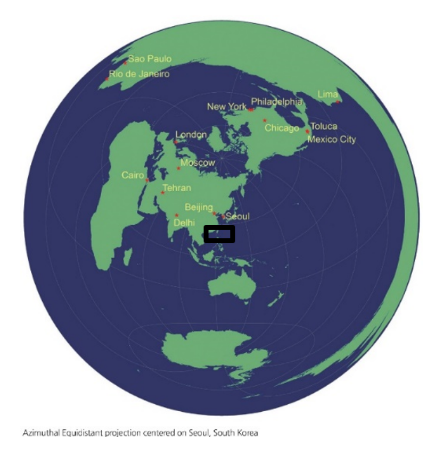 Sao Paulo
Rio de Janeiro
Lima
New York Philadelphia
Chicago Toluca
Mexico City
London
Moscow
Cairo
Tehran
Beijing Seoul
Delhi
Azimuthal Equidistant projection centered on Seoul, South Korea